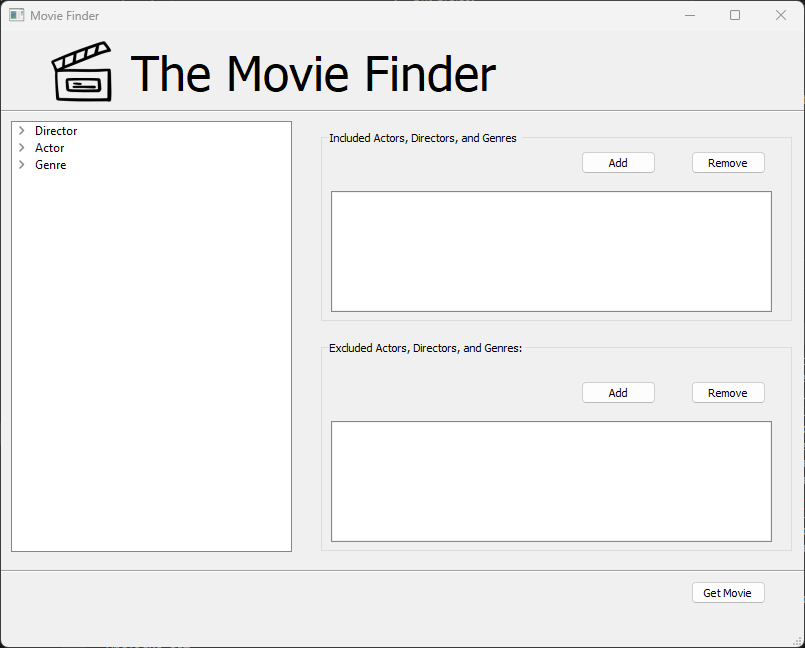 Movie Finder
The Movie Finder
Director
Actor
Genre
Included Actors, Directors, and Genres
Add
Remove
Excluded Actors, Directors, and Genres:
Add
Remove
Get Movie